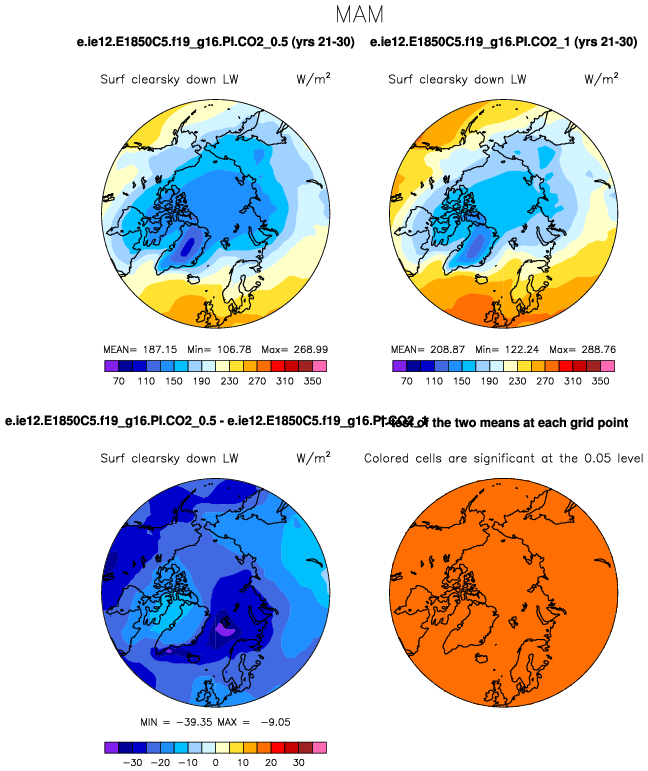 MAM
e.ie12.E1850C5.f19_g16.PI.CO2_0.5 (yrs 21-30)
e.ie12.E1850C5.f19_g16.PI.CO2_1 (yrs 21-30)
Surf clearsky down LW W/m²
Surf clearsky down LW W/m²
MEAN= 187.15 Min= 106.78 Max= 268.99
MEAN= 208.87 Min= 122.24 Max= 288.76
70 110 150 190 230 270 310 350
70 110 150 190 230 270 310 350
e.ie12.E1850C5.f19_g16.PI.CO2_0.5 - e.ie12.E1850C5.f19_g16.PI.CO2_1
T-test of the two means at each grid point
Surf clearsky down LW W/m²
Colored cells are significant at the 0.05 level
MIN = -39.35 MAX = -9.05
-30 -20 -10 0 10 20 30